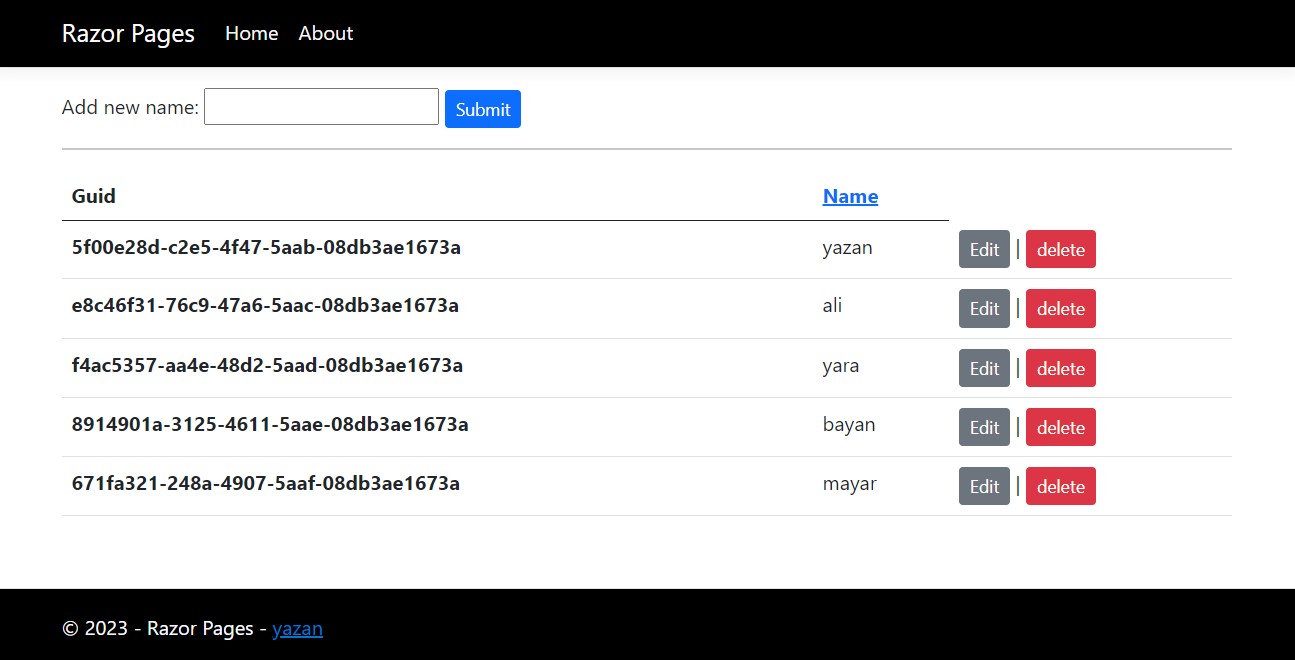 Razor Pages Home About
Add new name: Submit
Guid Name
5f00e28d-c2e5-4f47-5aab-08db3ae1673a yazan Edit | delete
e8c46f31-76c9-47a6-5aac-08db3ae1673a ali Edit | delete
f4ac5357-aa4e-48d2-5aad-08db3ae1673a yara Edit | delete
8914901a-3125-4611-5aae-08db3ae1673a bayan Edit | delete
671fa321-248a-4907-5aaf-08db3ae1673a mayar Edit | delete
© 2023 - Razor Pages - yazan